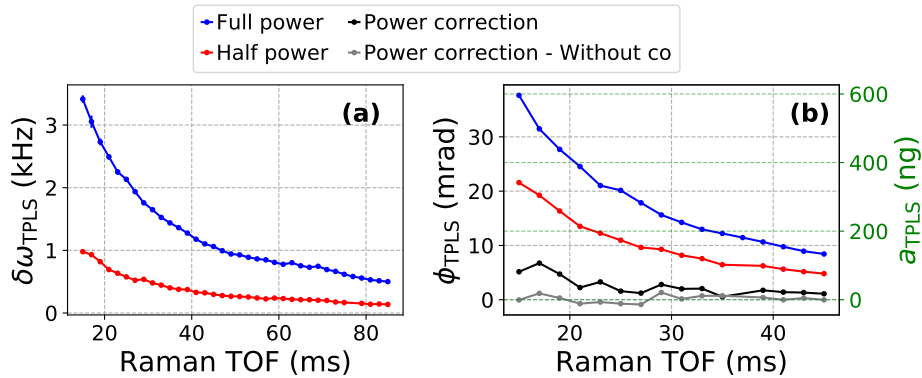 Full power
Half power
Power correction
Power correction - Without co
(a)
δω_TPLS (kHz)
3
2
1
0
20
40
60
80
Raman TOF (ms)
(b)
ϕ_TPLS (mrad)
30
20
10
0
20
30
40
Raman TOF (ms)
600
400
200
0
a_TPLS (ng)